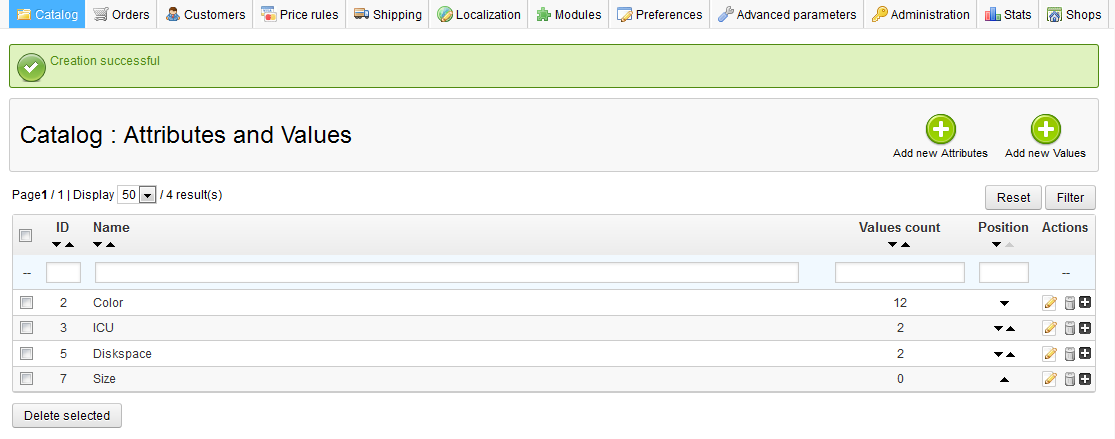 Catalog Orders Customers Price rules Shipping Localization Modules Preferences Advanced parameters Administration Stats Shops
Creation successful
Catalog : Attributes and Values
Add new Attributes Add new Values
Page1 / 1 | Display 50 / 4 result(s)
Reset Filter
ID Name Values count Position Actions
-- --
2 Color 12
3 ICU 2
5 Diskspace 2
7 Size 0
Delete selected